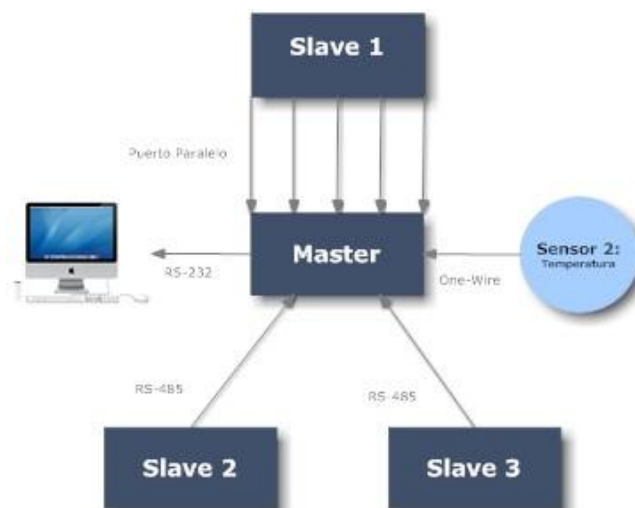 Slave 1
Puerto Paralelo
Master
RS-232
One-Wire
Sensor 2:
Temperatura
RS-485
RS-485
Slave 2
Slave 3